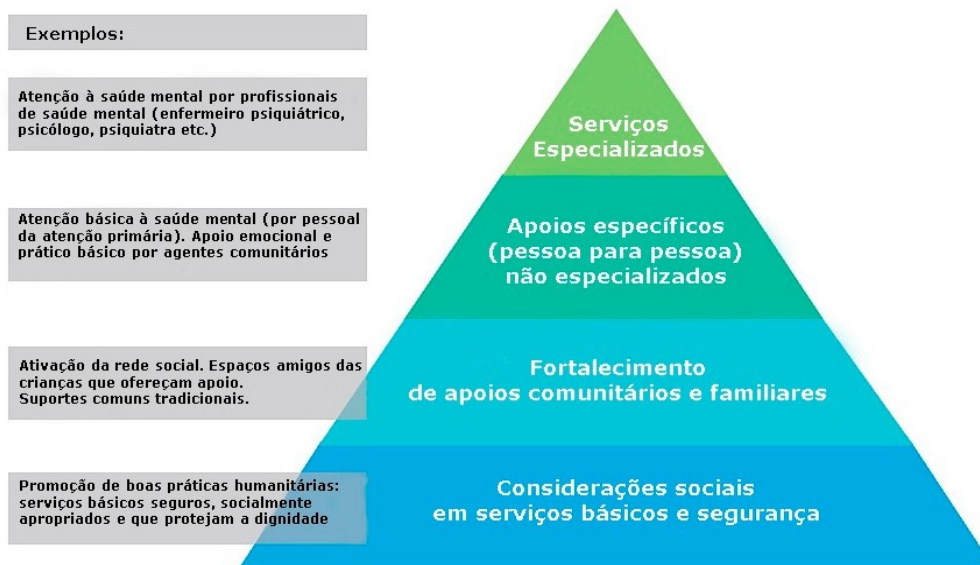 Exemplos:
Atenção à saúde mental por profissionais
de saúde mental (enfermeiro psiquiátrico,
psicólogo, psiquiatra etc.)
Serviços
Especializados
Atenção básica à saúde mental (por pessoal
da atenção primária). Apoio emocional e
prático básico por agentes comunitários
Apoios específicos
(pessoa para pessoa)
não especializados
Ativação da rede social. Espaços amigos das
crianças que ofereçam apoio.
Suportes comuns tradicionais.
Fortalecimento
de apoios comunitários e familiares
Promoção de boas práticas humanitárias:
serviços básicos seguros, socialmente
apropriados e que protejam a dignidade
Considerações sociais
em serviços básicos e segurança